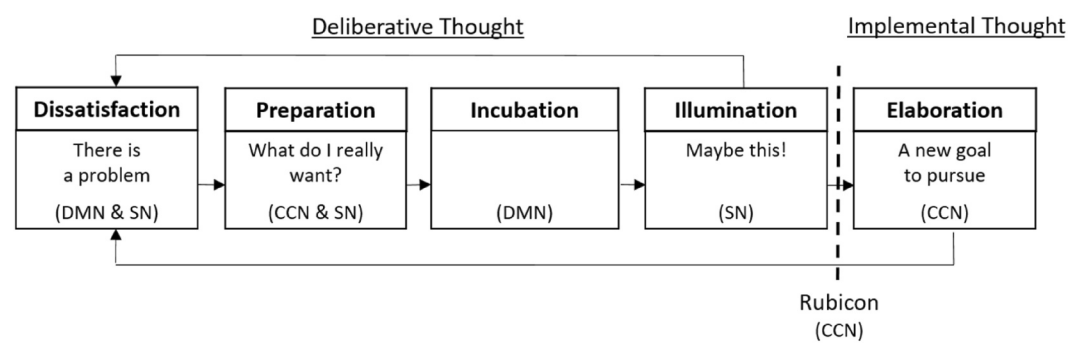 Deliberative Thought
Implemental Thought
Dissatisfaction
There is
a problem
(DMN & SN)
Preparation
What do I really
want?
(CCN & SN)
Incubation
(DMN)
Illumination
Maybe this!
(SN)
Elaboration
A new goal
to pursue
(CCN)
Rubicon
(CCN)